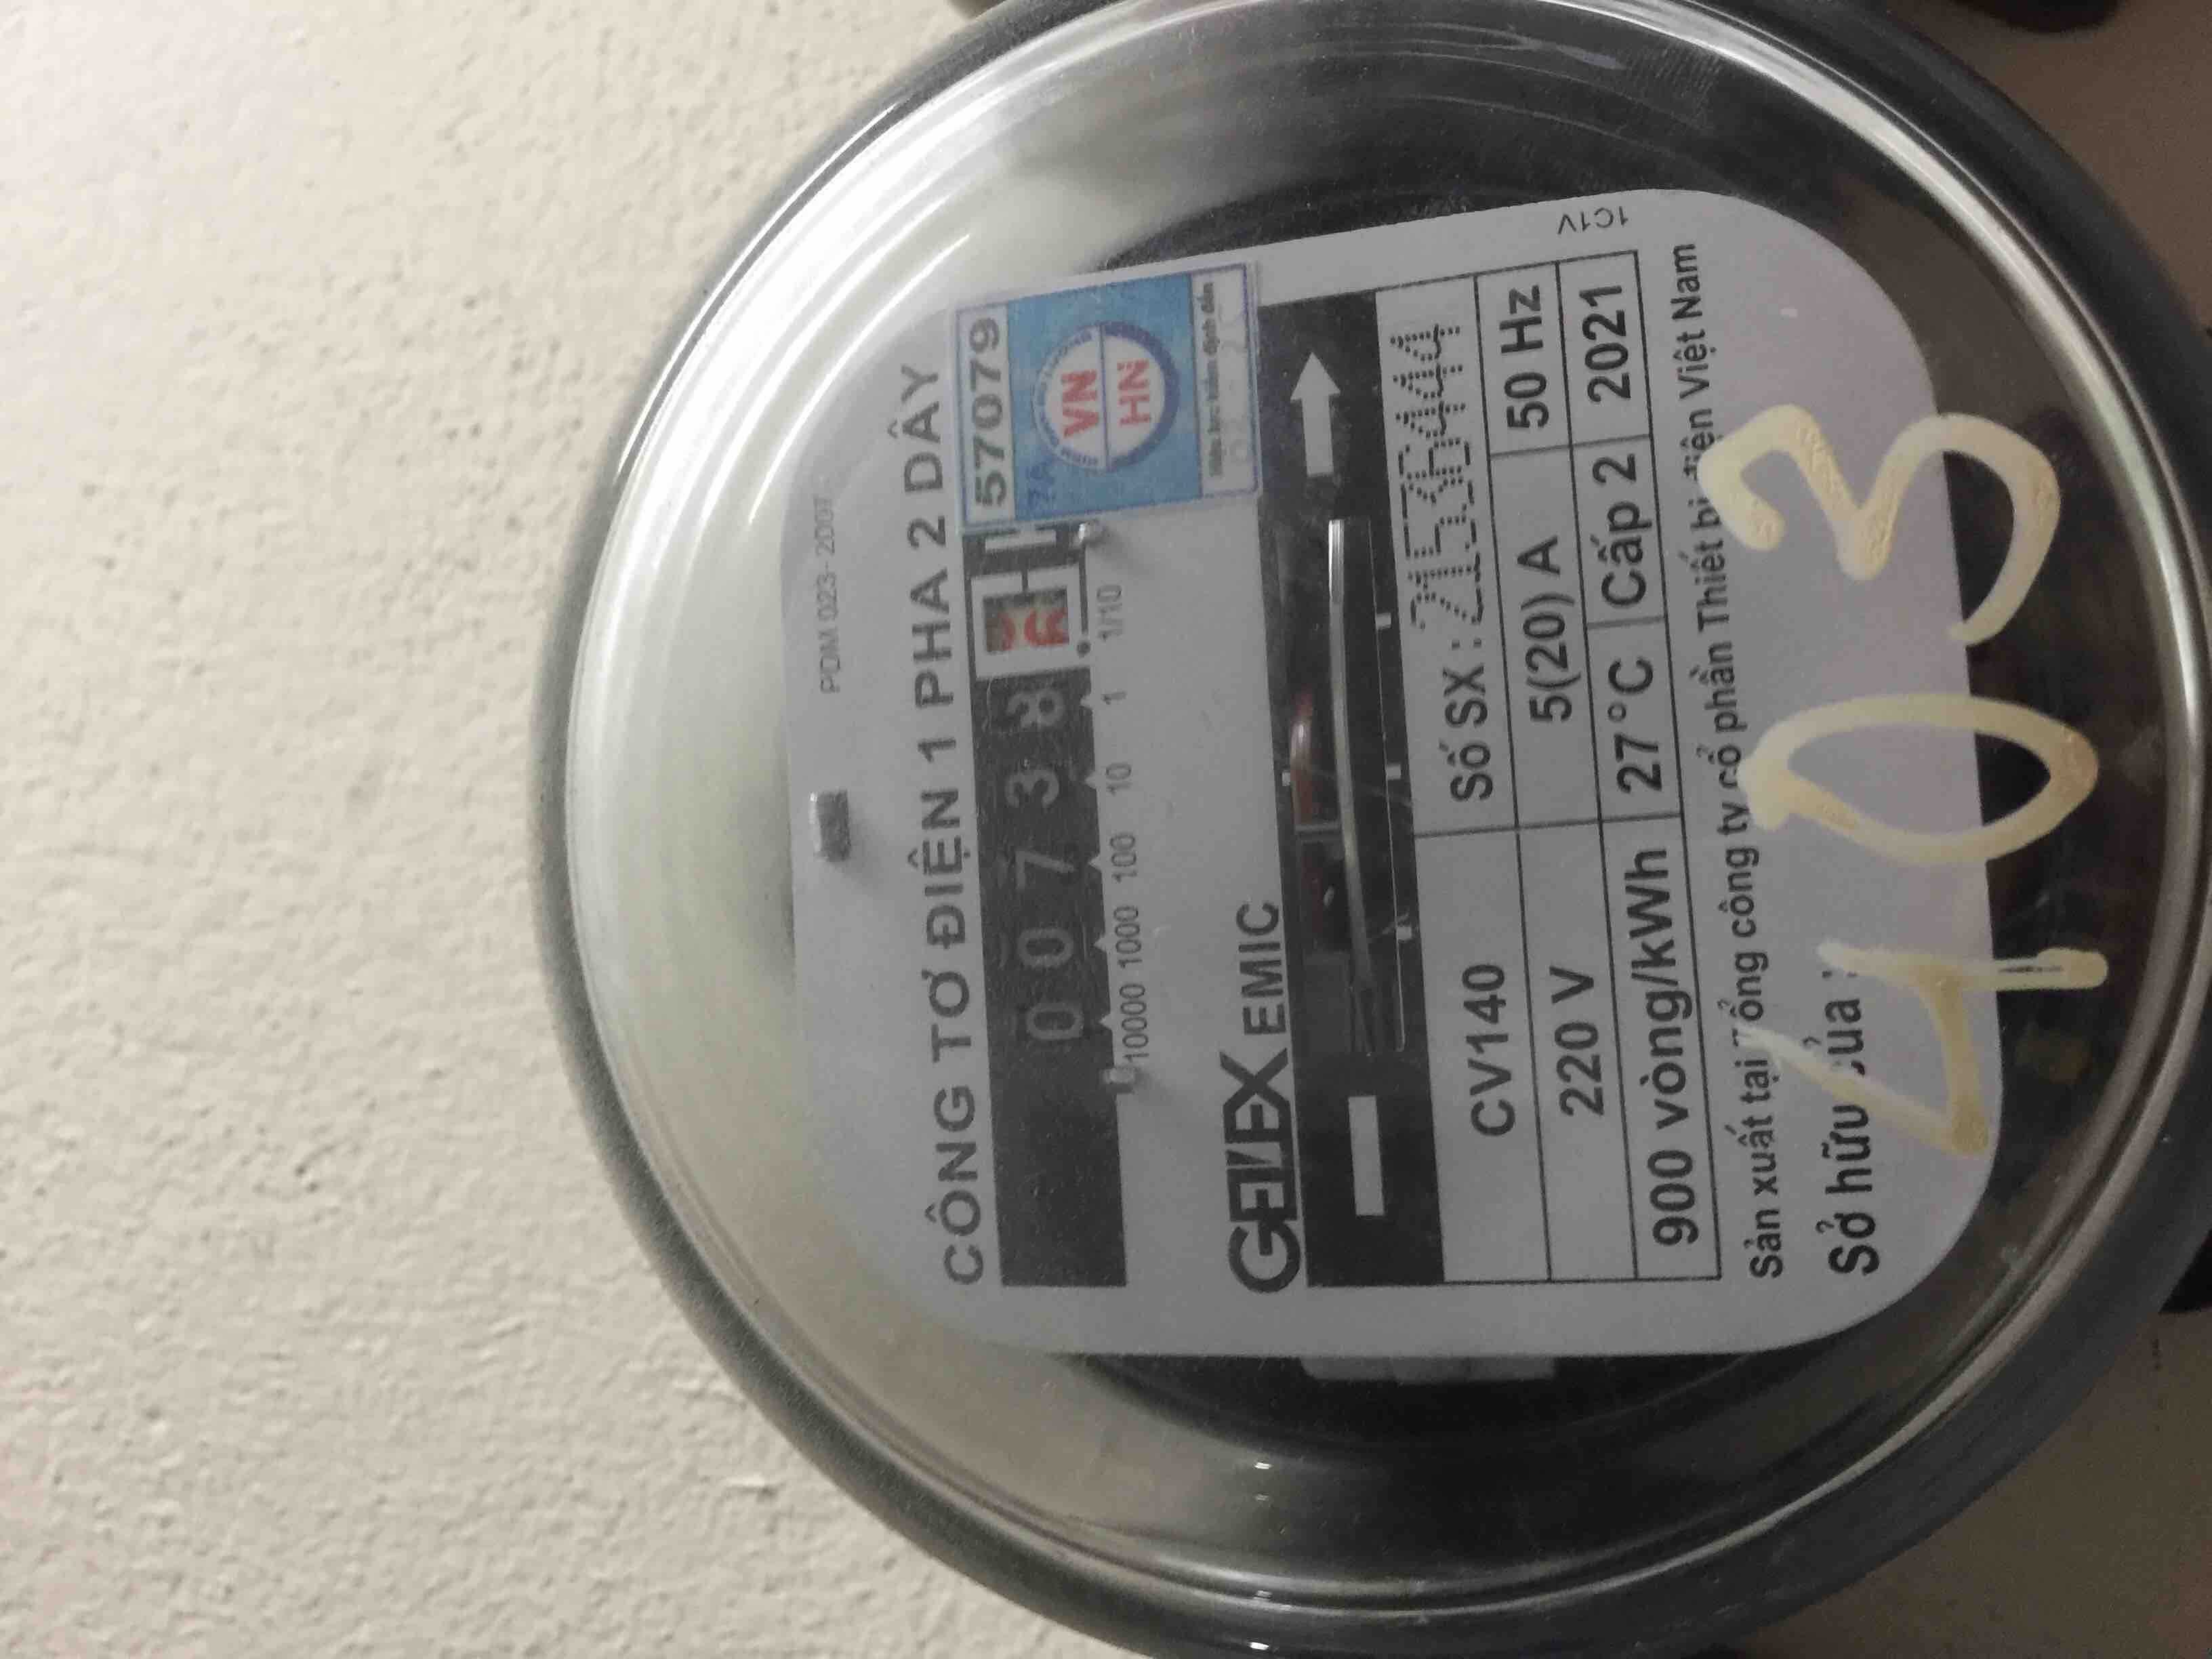 PDM 023-2007
CÔNG TƠ ĐIỆN 1 PHA 2 DÂY
57079
0 0 7 3 8 6
VN
HN
10000 1000 100 10 1 1/10
GELEX EMIC
CV140 Số SX : 21538444
220 V 5(20) A 50 Hz
900 vòng/kWh 27°C Cấp 2 2021
1C1V
Sản xuất tại Tổng công ty cổ phần Thiết bị điện Việt Nam
Sở hữu của :
403